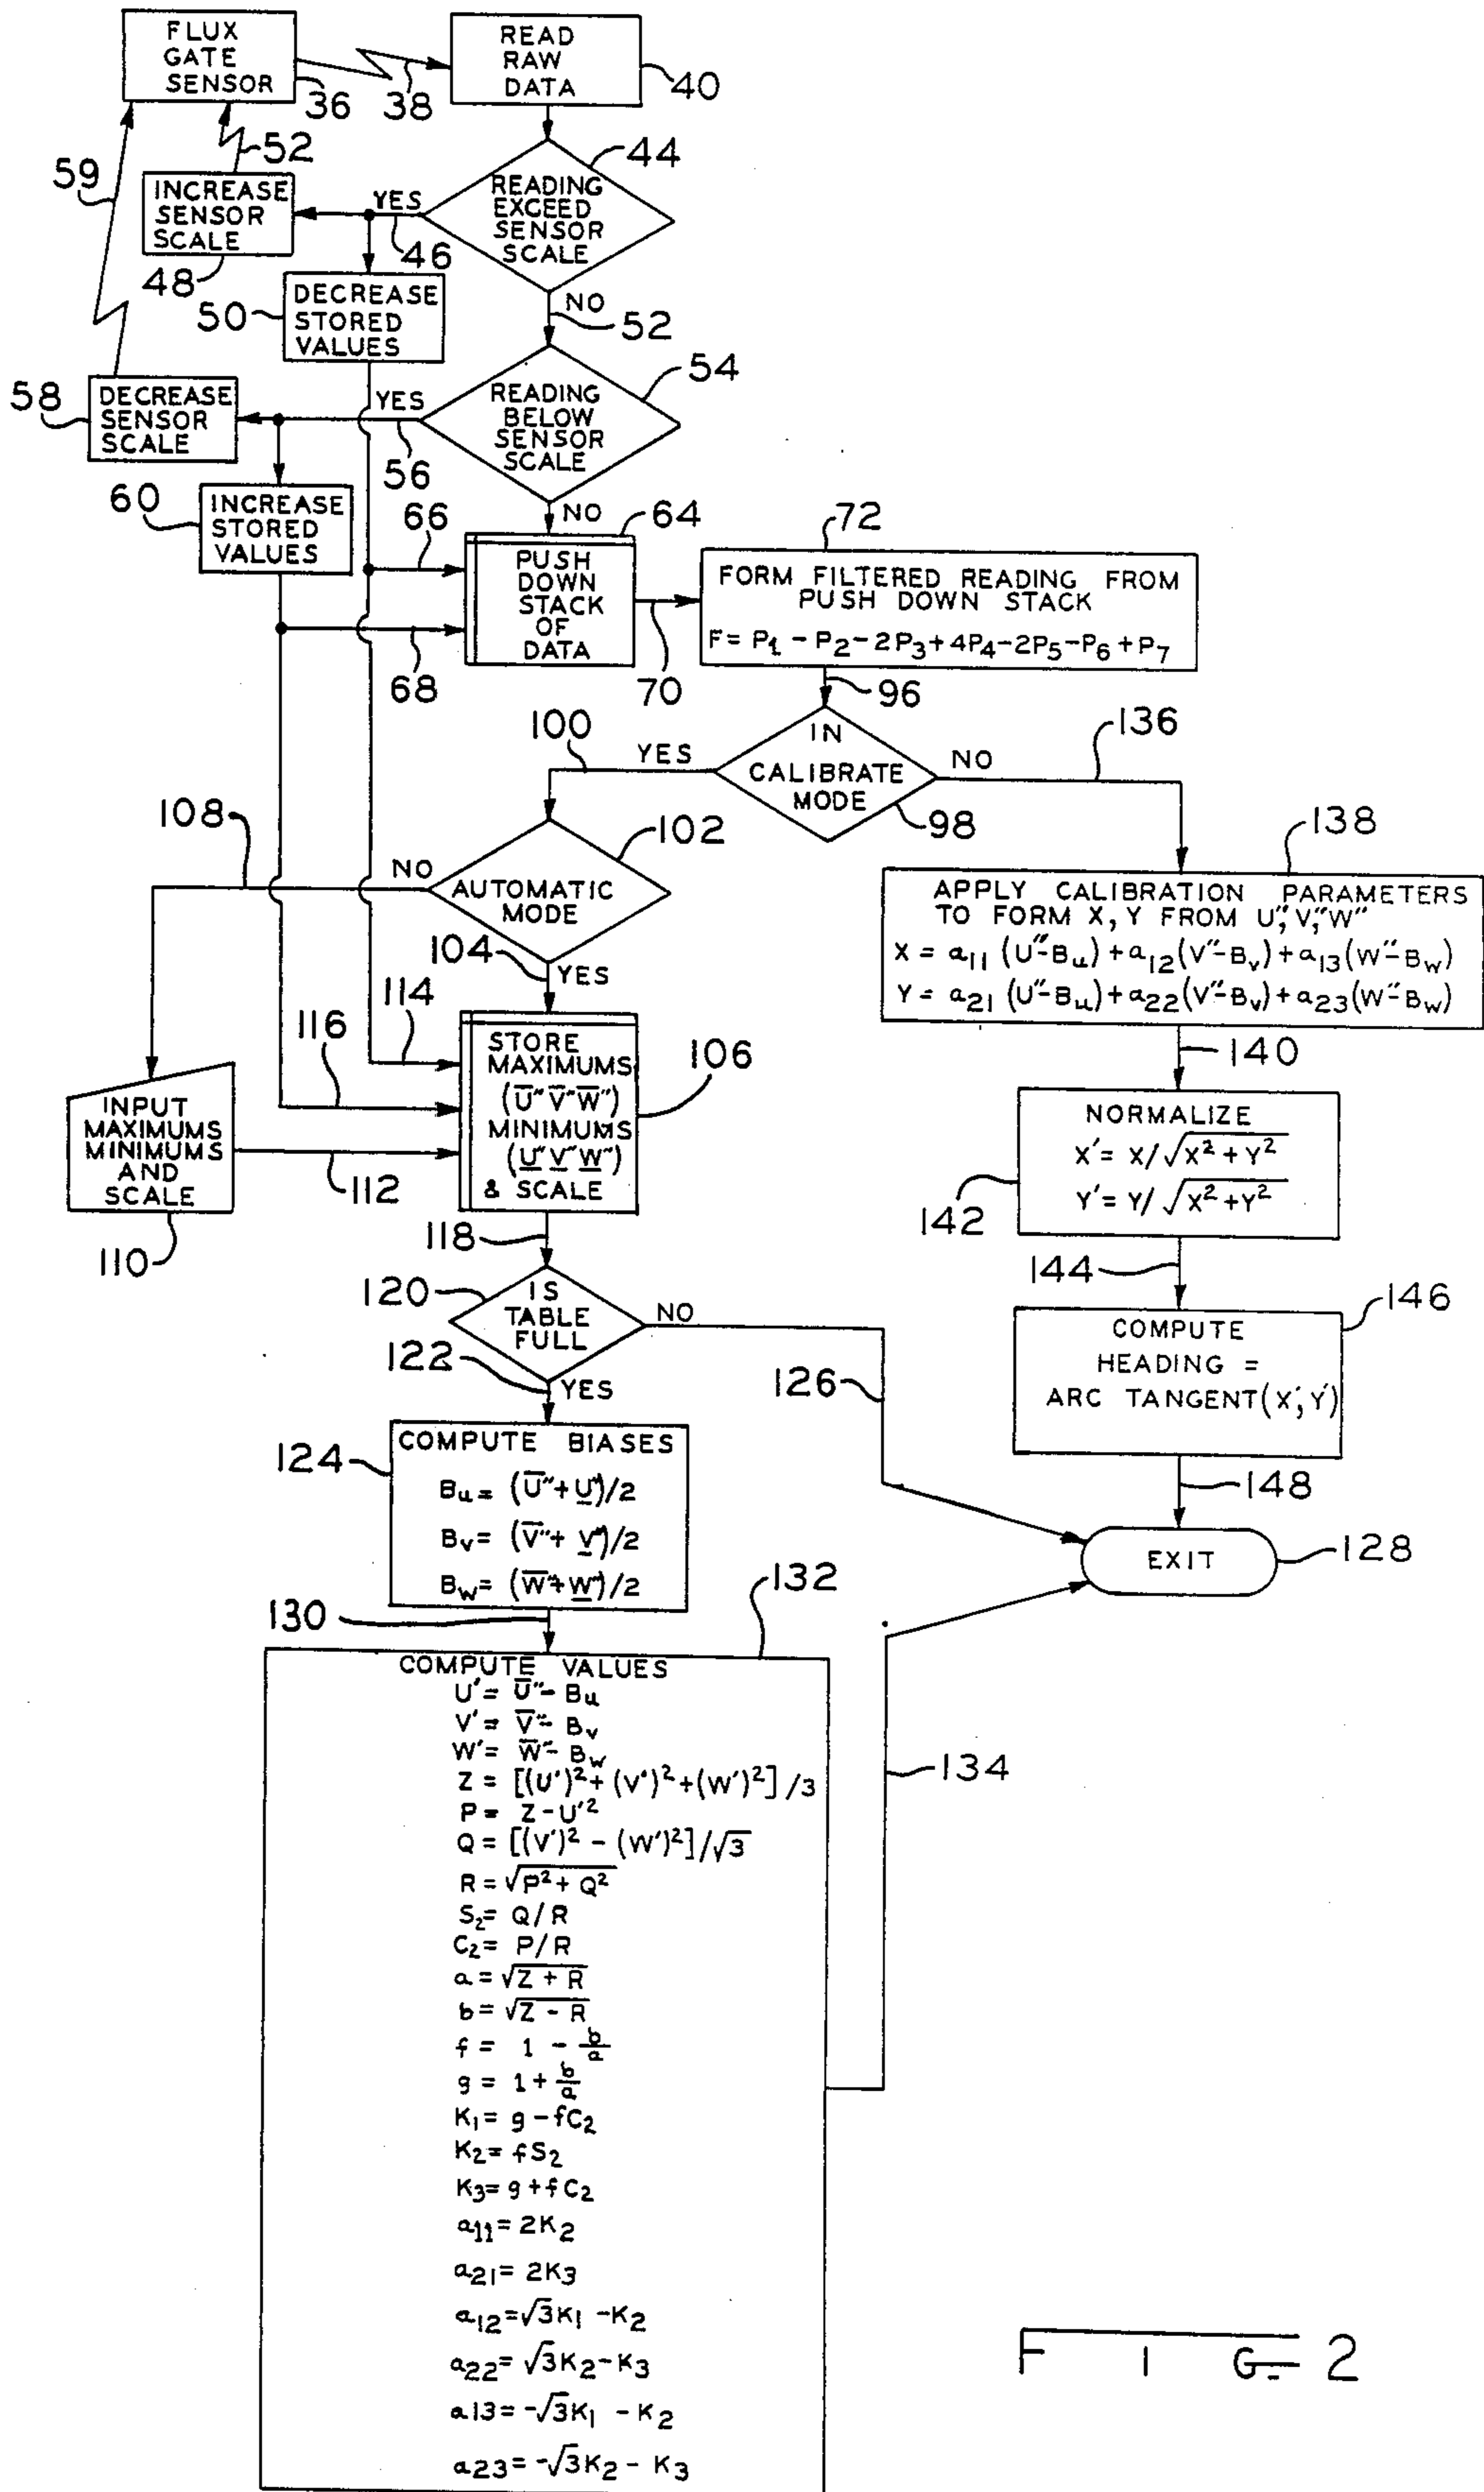 FLUX
GATE
SENSOR
36
38
READ
RAW
DATA
40
52
59
44
READING
EXCEED
SENSOR
SCALE
YES
46
INCREASE
SENSOR
SCALE
48
NO
52
DECREASE
STORED
VALUES
50
54
READING
BELOW
SENSOR
SCALE
YES
56
DECREASE
SENSOR
SCALE
58
INCREASE
STORED
VALUES
60
NO
64
66
68
PUSH
DOWN
STACK
OF
DATA
70
72
FORM FILTERED READING FROM
PUSH DOWN STACK
F = P₁ - P₂ - 2P₃ + 4P₄ - 2P₅ - P₆ + P₇
96
IN
CALIBRATE
MODE
98
YES
100
NO
136
102
AUTOMATIC
MODE
NO
108
104
YES
138
APPLY CALIBRATION PARAMETERS
TO FORM X, Y FROM U″, V″, W″
X = a₁₁ (U″-Bᵤ) + a₁₂(V″-Bᵥ) + a₁₃(W″-B_w)
Y = a₂₁ (U″-Bᵤ) + a₂₂(V″-Bᵥ) + a₂₃(W″-B_w)
140
114
116
INPUT
MAXIMUMS
MINIMUMS
AND
SCALE
110
112
STORE
MAXIMUMS
(U̅″ V̅″ W̅″)
MINIMUMS
(U̲″ V̲″ W̲″)
& SCALE
106
NORMALIZE
X′ = X/√(X² + Y²)
Y′ = Y/√(X² + Y²)
142
144
118
120
IS
TABLE
FULL
NO
126
122
YES
COMPUTE
HEADING =
ARC TANGENT(X′, Y′)
146
148
EXIT
128
124
COMPUTE BIASES
Bᵤ = (U̅″ + U̲″)/2
Bᵥ = (V̅″ + V̲″)/2
B_w = (W̅″ + W̲″)/2
130
132
COMPUTE VALUES
U′ = U̅″ - Bᵤ
V′ = V̅″ - Bᵥ
W′ = W̅″ - B_w
Z = [(U′)² + (V′)² + (W′)²]/3
P = Z - U′²
Q = [(V′)² - (W′)²]/√3
R = √(P² + Q²)
S₂ = Q/R
C₂ = P/R
a = √(Z + R)
b = √(Z - R)
f = 1 - b/a
g = 1 + b/a
K₁ = g - fC₂
K₂ = fS₂
K₃ = g + fC₂
a₁₁ = 2K₂
a₂₁ = 2K₃
a₁₂ = √3K₁ - K₂
a₂₂ = √3K₂ - K₃
a13 = -√3K₁ - K₂
a₂₃ = -√3K₂ - K₃
134
FIG. 2